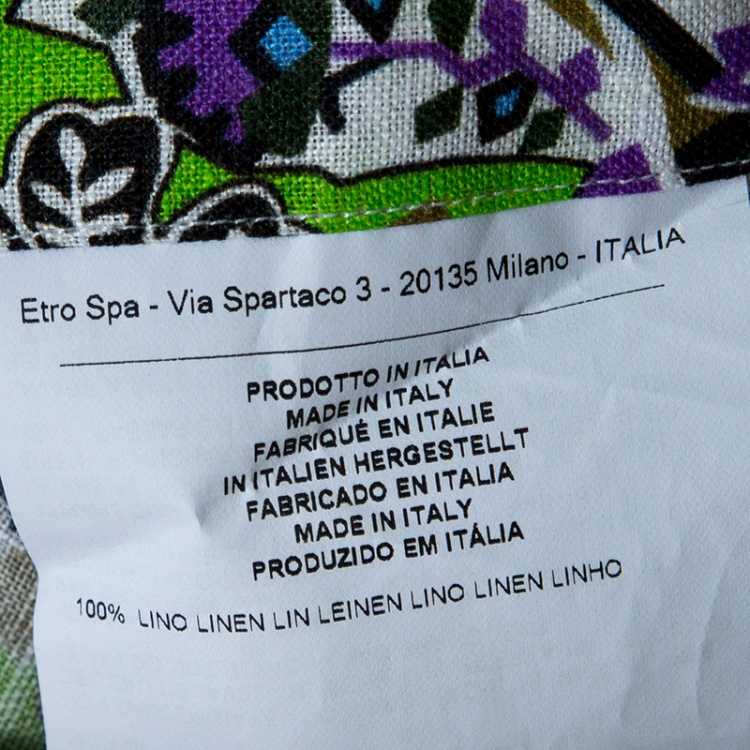 Etro Spa - Via Spartaco 3 - 20135 Milano - ITALIA
PRODOTTO IN ITALIA
MADE IN ITALY
FABRIQUÉ EN ITALIE
IN ITALIEN HERGESTELLT
FABRICADO EN ITALIA
MADE IN ITALY
PRODUZIDO EM ITÁLIA
100% LINO LINEN LIN LEINEN LINO LINEN LINHO